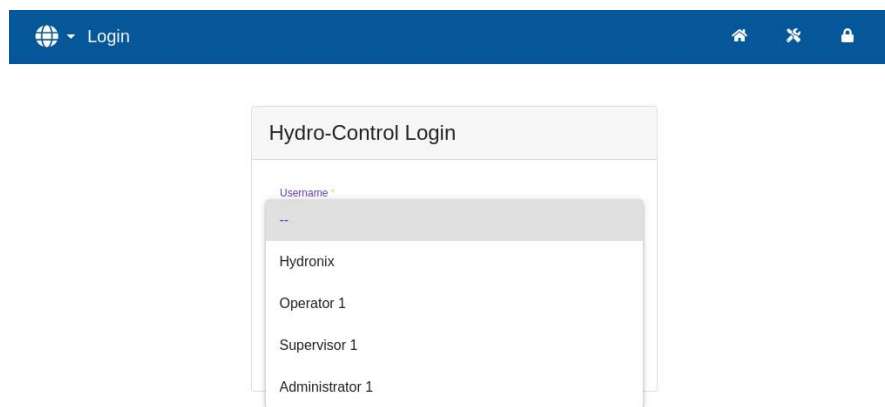 Login
Hydro-Control Login
Username *
--
Hydronix
Operator 1
Supervisor 1
Administrator 1